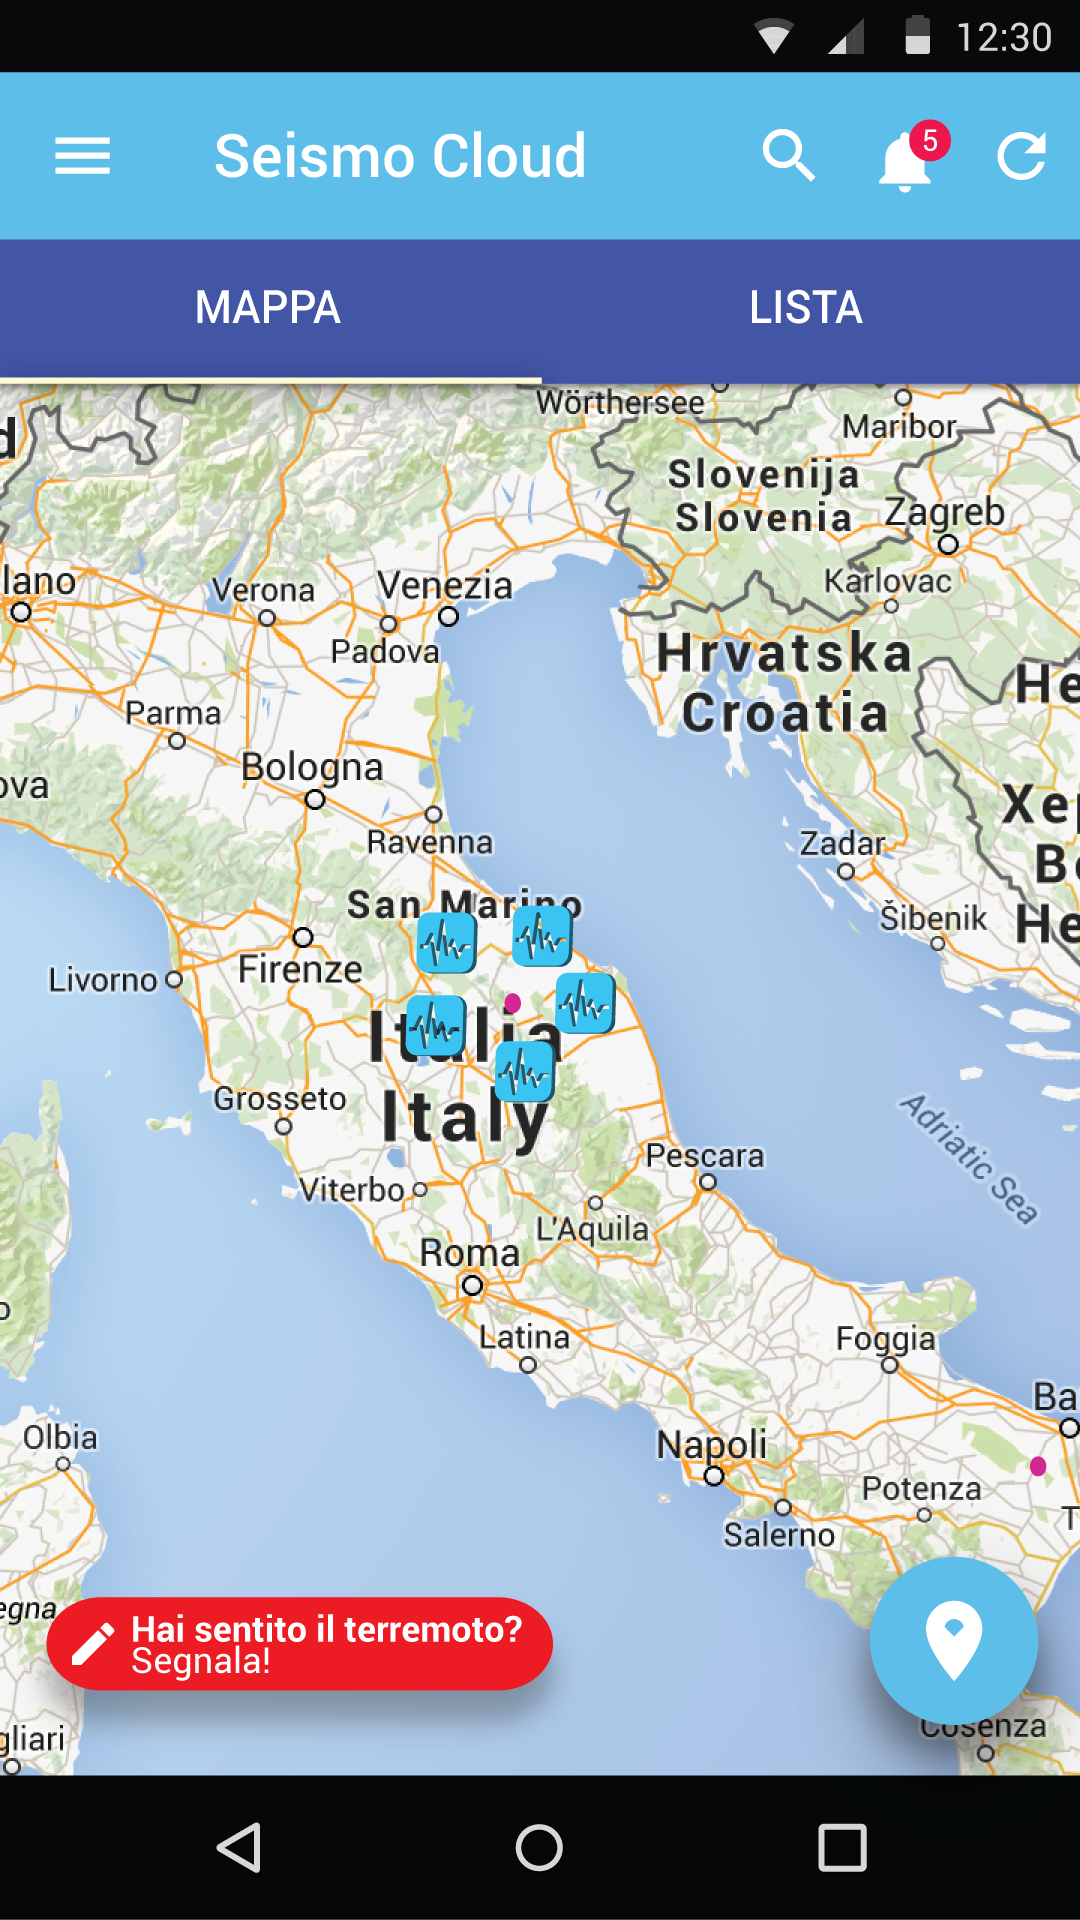 12:30
Seismo Cloud
5
MAPPA
LISTA
Wörthersee
Maribor
d
Slovenija
Slovenia
Zagreb
lano
Verona
Venezia
Karlovac
Padova
Hrvatska
Croatia
He
Parma
Bologna
ova
Xe
Ravenna
Zadar
Be
San Marino
Šibenik
He
Firenze
Livorno
Italia
Grosseto
Italy
Adriatic Sea
Pescara
Viterbo
L'Aquila
Roma
o
Latina
Foggia
Ba
Olbia
Napoli
Potenza
T
Salerno
egna
Hai sentito il terremoto?
Segnala!
gliari
Cosenza